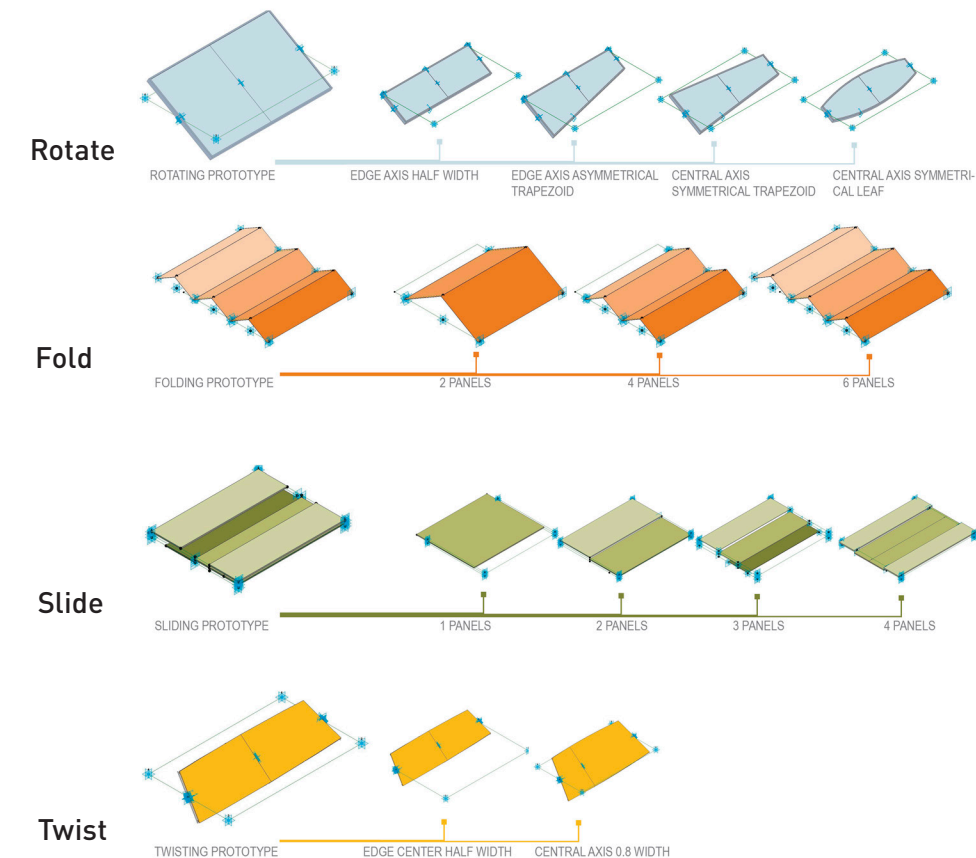 Rotate
ROTATING PROTOTYPE
EDGE AXIS HALF WIDTH
EDGE AXIS ASYMMETRICAL
TRAPEZOID
CENTRAL AXIS
SYMMETRICAL TRAPEZOID
CENTRAL AXIS SYMMETRI-
CAL LEAF
Fold
FOLDING PROTOTYPE
2 PANELS
4 PANELS
6 PANELS
Slide
SLIDING PROTOTYPE
1 PANELS
2 PANELS
3 PANELS
4 PANELS
Twist
TWISTING PROTOTYPE
EDGE CENTER HALF WIDTH
CENTRAL AXIS 0.8 WIDTH